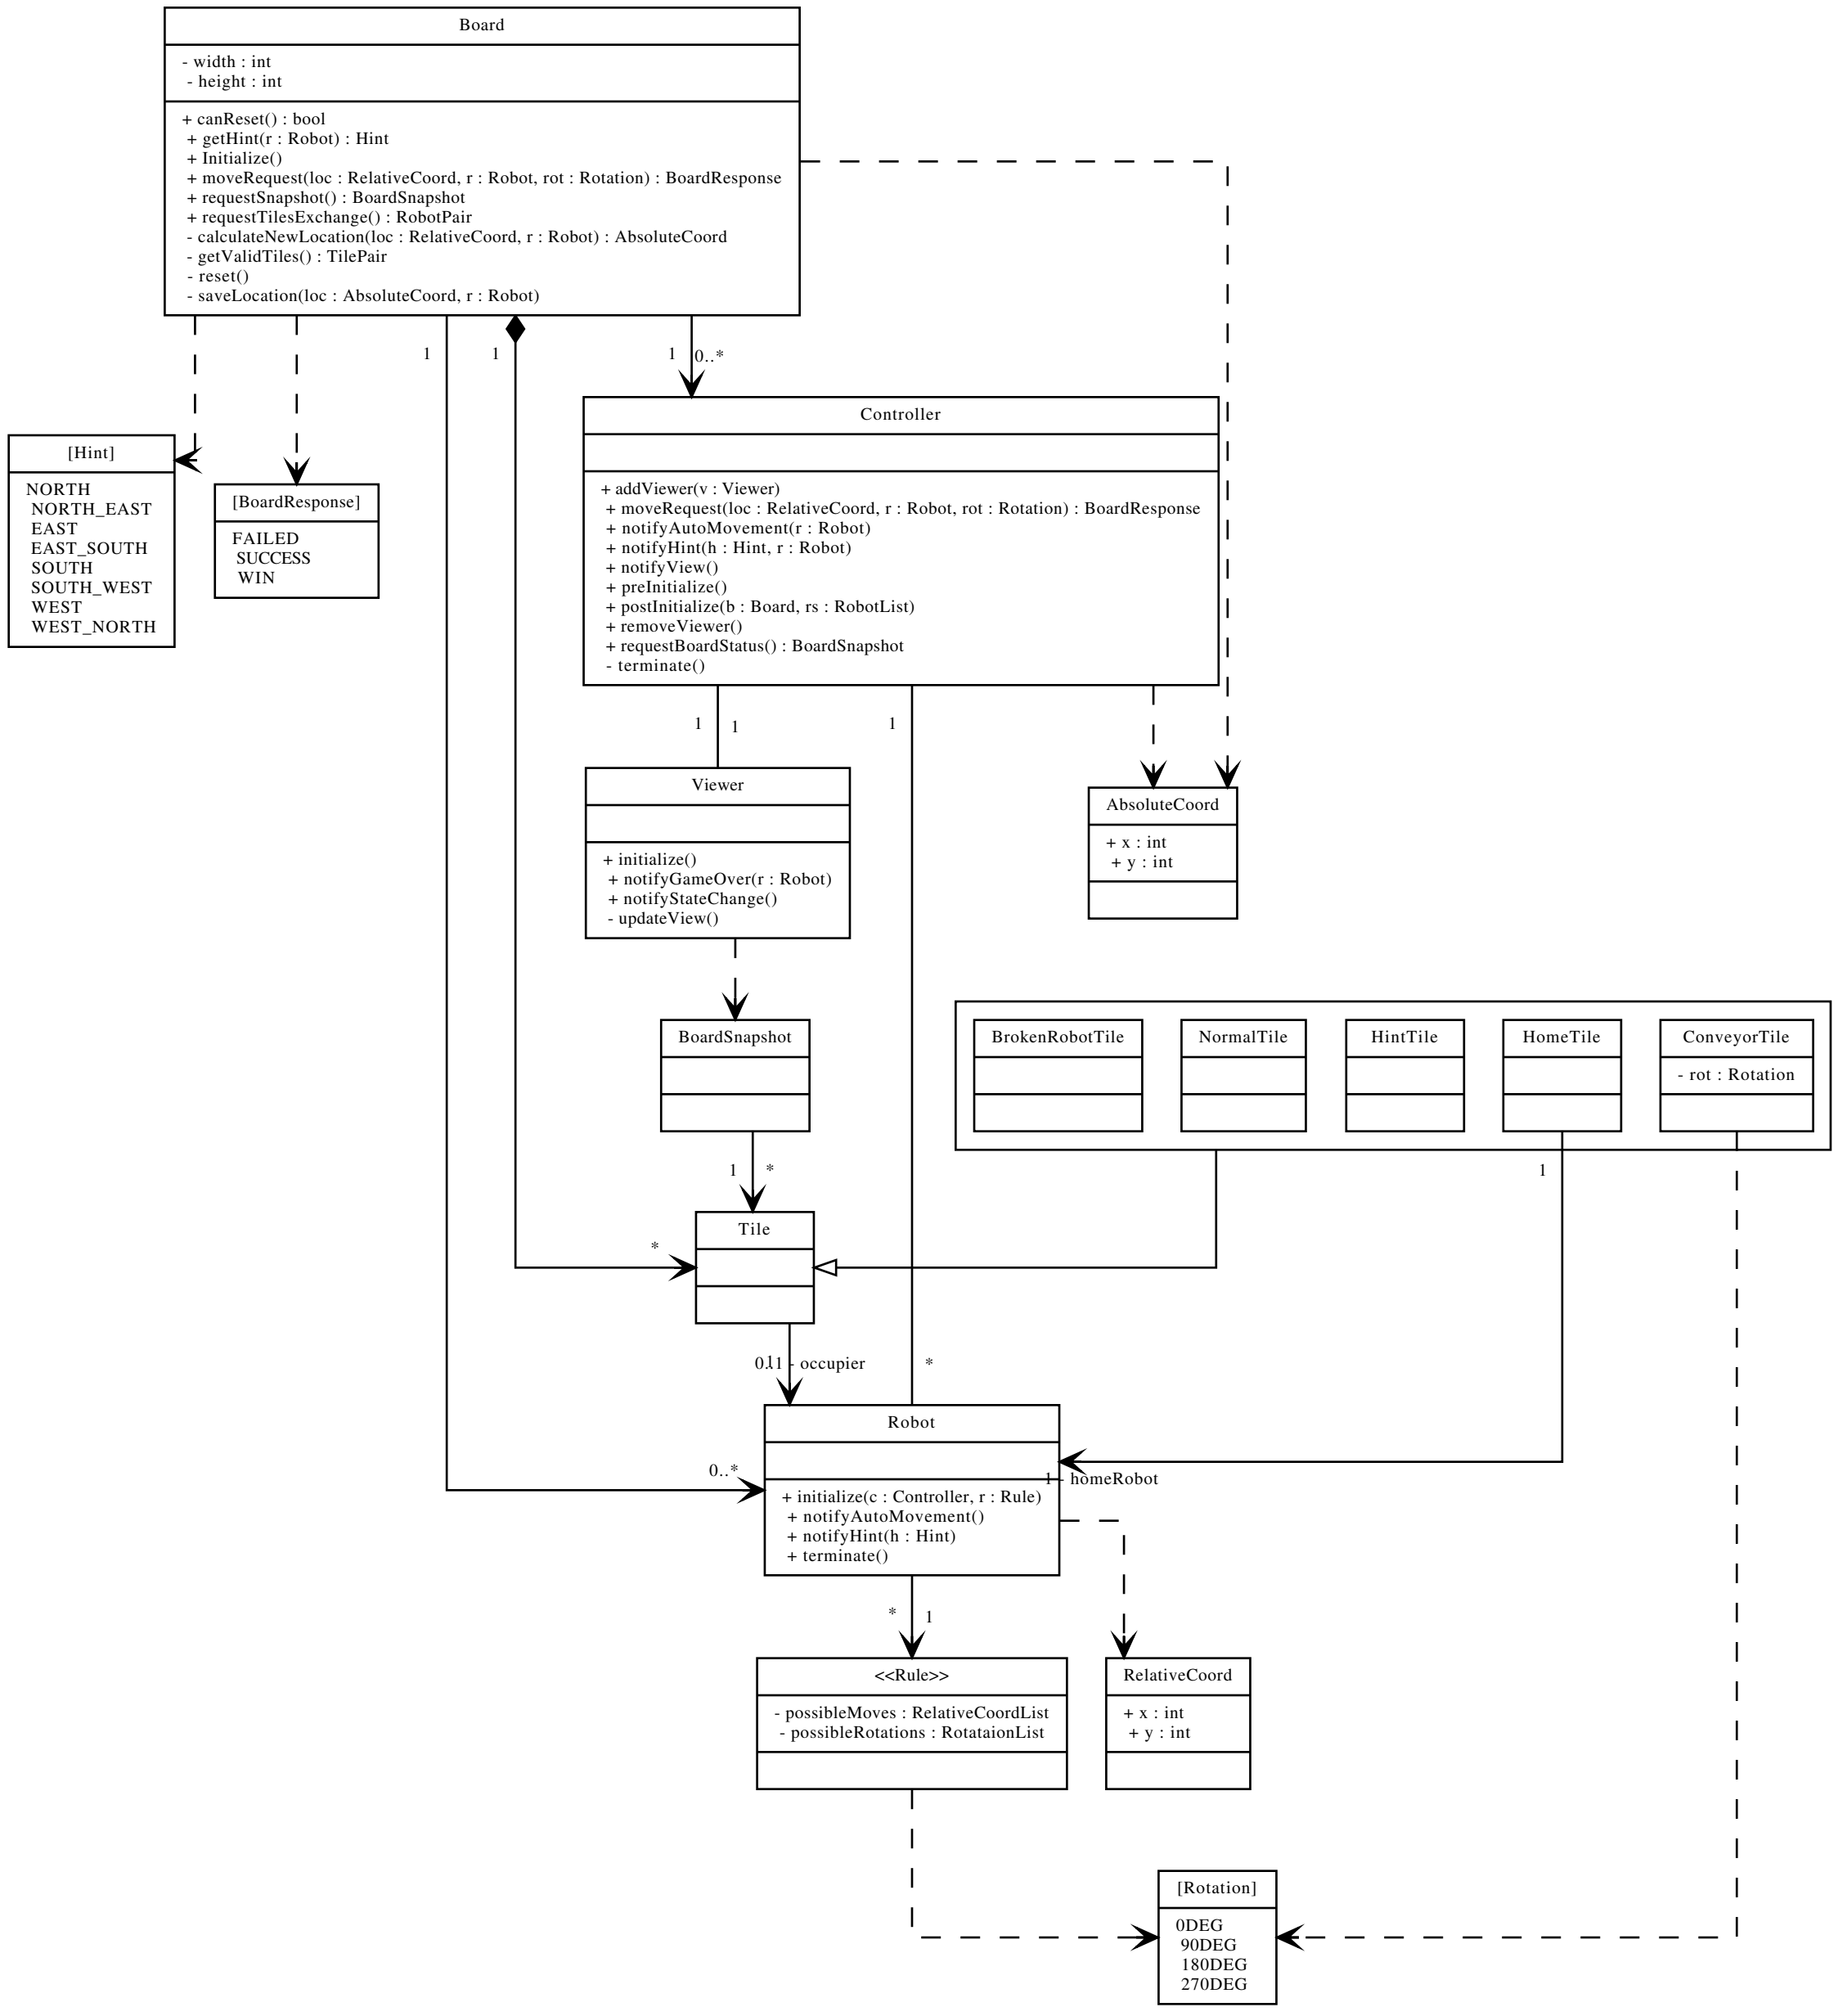 Board
- width : int
- height : int
+ canReset() : bool
+ getHint(r : Robot) : Hint
+ Initialize()
+ moveRequest(loc : RelativeCoord, r : Robot, rot : Rotation) : BoardResponse
+ requestSnapshot() : BoardSnapshot
+ requestTilesExchange() : RobotPair
- calculateNewLocation(loc : RelativeCoord, r : Robot) : AbsoluteCoord
- getValidTiles() : TilePair
- reset()
- saveLocation(loc : AbsoluteCoord, r : Robot)
1
1
1
0..*
[Hint]
NORTH
NORTH_EAST
EAST
EAST_SOUTH
SOUTH
SOUTH_WEST
WEST
WEST_NORTH
[BoardResponse]
FAILED
SUCCESS
WIN
Controller
+ addViewer(v : Viewer)
+ moveRequest(loc : RelativeCoord, r : Robot, rot : Rotation) : BoardResponse
+ notifyAutoMovement(r : Robot)
+ notifyHint(h : Hint, r : Robot)
+ notifyView()
+ preInitialize()
+ postInitialize(b : Board, rs : RobotList)
+ removeViewer()
+ requestBoardStatus() : BoardSnapshot
- terminate()
1
1
1
Viewer
+ initialize()
+ notifyGameOver(r : Robot)
+ notifyStateChange()
- updateView()
AbsoluteCoord
+ x : int
+ y : int
BoardSnapshot
BrokenRobotTile
NormalTile
HintTile
HomeTile
ConveyorTile
- rot : Rotation
1
*
1
Tile
*
0..1 - occupier
1
*
Robot
+ initialize(c : Controller, r : Rule)
+ notifyAutoMovement()
+ notifyHint(h : Hint)
+ terminate()
0..*
1 - homeRobot
*
1
<<Rule>>
- possibleMoves : RelativeCoordList
- possibleRotations : RotataionList
RelativeCoord
+ x : int
+ y : int
[Rotation]
0DEG
90DEG
180DEG
270DEG